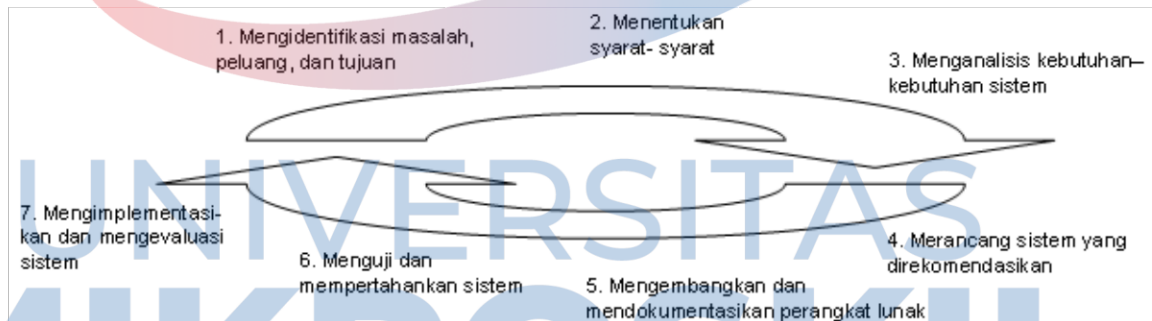 1. Mengidentifikasi masalah,
peluang, dan tujuan
2. Menentukan
syarat- syarat
3. Menganalisis kebutuhan–
kebutuhan sistem
4. Merancang sistem yang
direkomendasikan
5. Mengembangkan dan
mendokumentasikan perangkat lunak
6. Menguji dan
mempertahankan sistem
7. Mengimplementasi-
kan dan mengevaluasi
sistem
UNIVERSITAS
MIKROSKIL